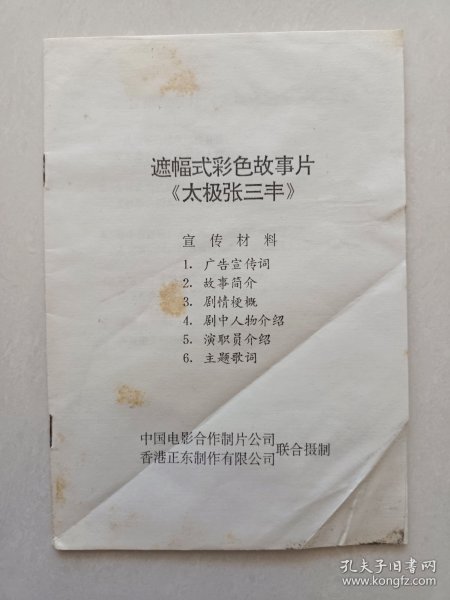 遮幅式彩色故事片
《太极张三丰》
宣传材料
1. 广告宣传词
2. 故事简介
3. 剧情梗概
4. 剧中人物介绍
5. 演职员介绍
6. 主题歌词
中国电影合作制片公司
香港正东制作有限公司
联合摄制
孔夫子旧书网
www.kongfz.com